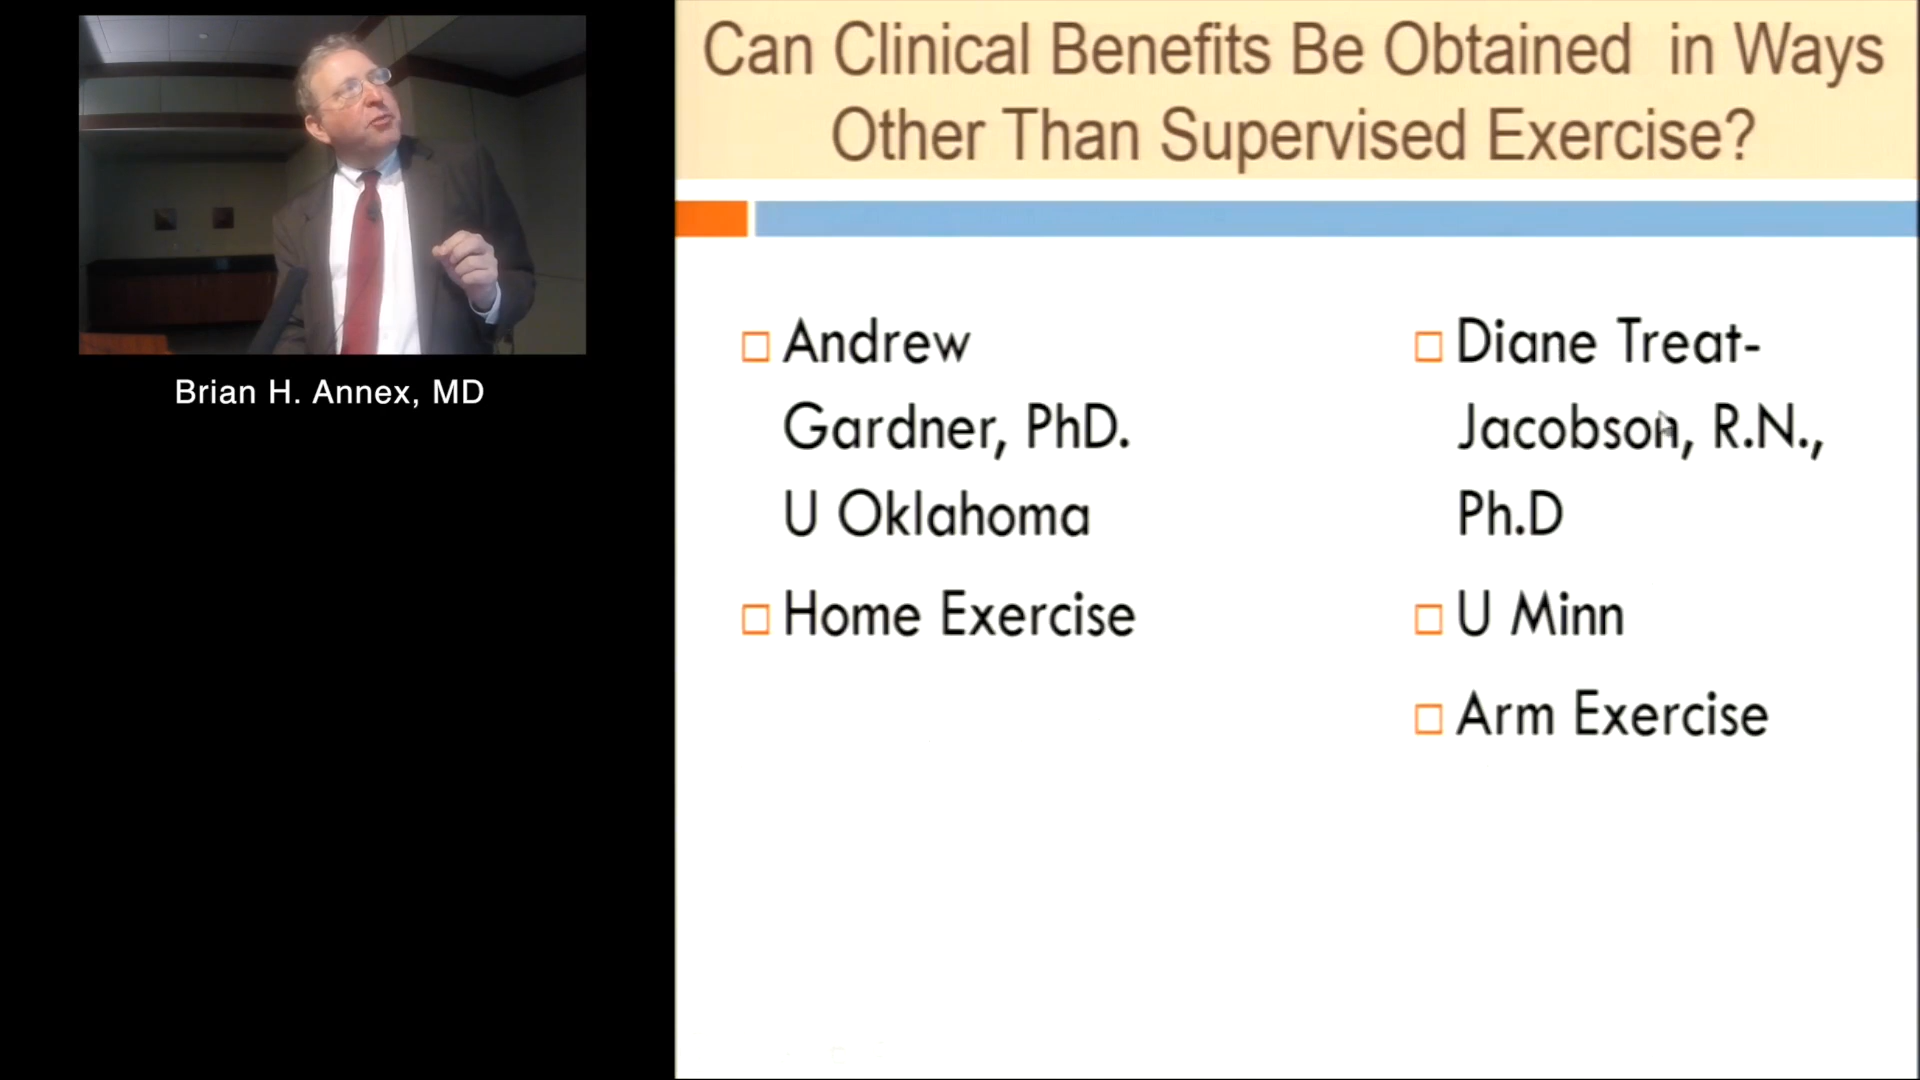 Can Clinical Benefits Be Obtained in Ways
Other Than Supervised Exercise?
Brian H. Annex, MD
Andrew
Gardner, PhD.
U Oklahoma
Home Exercise
Diane Treat-
Jacobson, R.N.,
Ph.D
U Minn
Arm Exercise